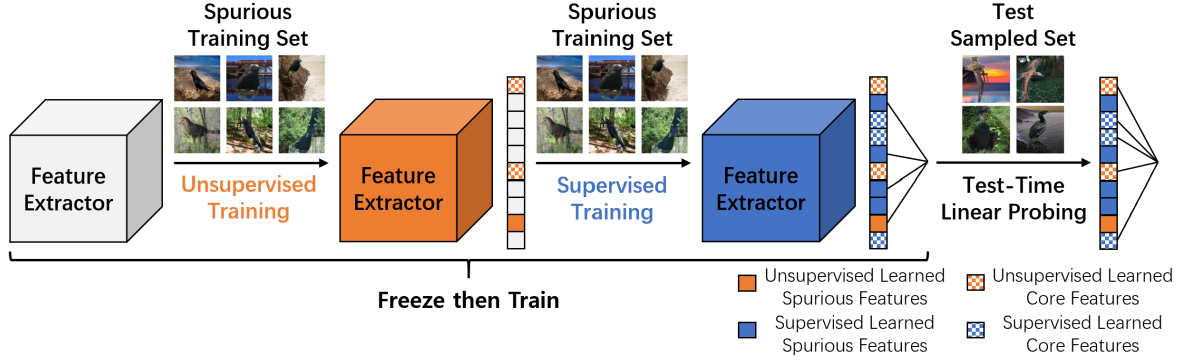 Spurious
Training Set
Spurious
Training Set
Test
Sampled Set
Feature
Extractor
Unsupervised
Training
Feature
Extractor
Supervised
Training
Feature
Extractor
Test-Time
Linear Probing
Freeze then Train
Unsupervised Learned
Spurious Features
Unsupervised Learned
Core Features
Supervised Learned
Spurious Features
Supervised Learned
Core Features